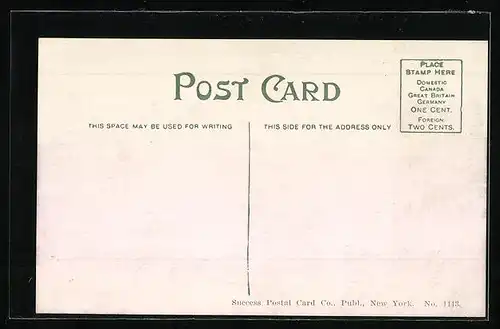 POST CARD
PLACE
STAMP HERE
DOMESTIC
CANADA
GREAT BRITAIN
GERMANY
ONE CENT.
FOREIGN
TWO CENTS.
THIS SPACE MAY BE USED FOR WRITING
THIS SIDE FOR THE ADDRESS ONLY
Success Postal Card Co., Publ., New York. No. 1113.